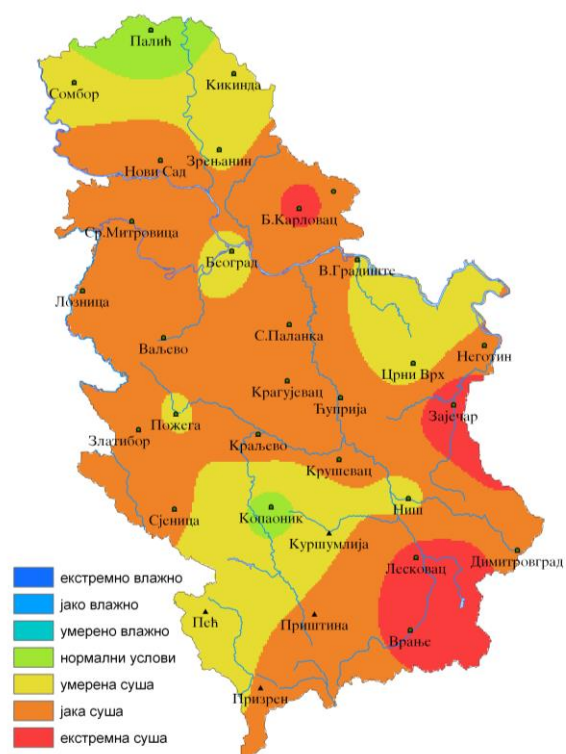 Палић
Кикинда
Сомбор
Зрењанин
Нови Сад
Б.Карловац
Ср.Митровица
Београд
В.Градиште
Лозница
С.Паланка
Ваљево
Неготин
Црни Врх
Крагујевац
Ћуприја
Зајечар
Пожега
Златибор
Краљево
Крушевац
Ниш
Сјеница
Копаоник
Куршумлија
Лесковац
Димитровград
Пећ
Приштина
Врање
Призрен
екстремно влажно
јако влажно
умерено влажно
нормални услови
умерена суша
јака суша
екстремна суша